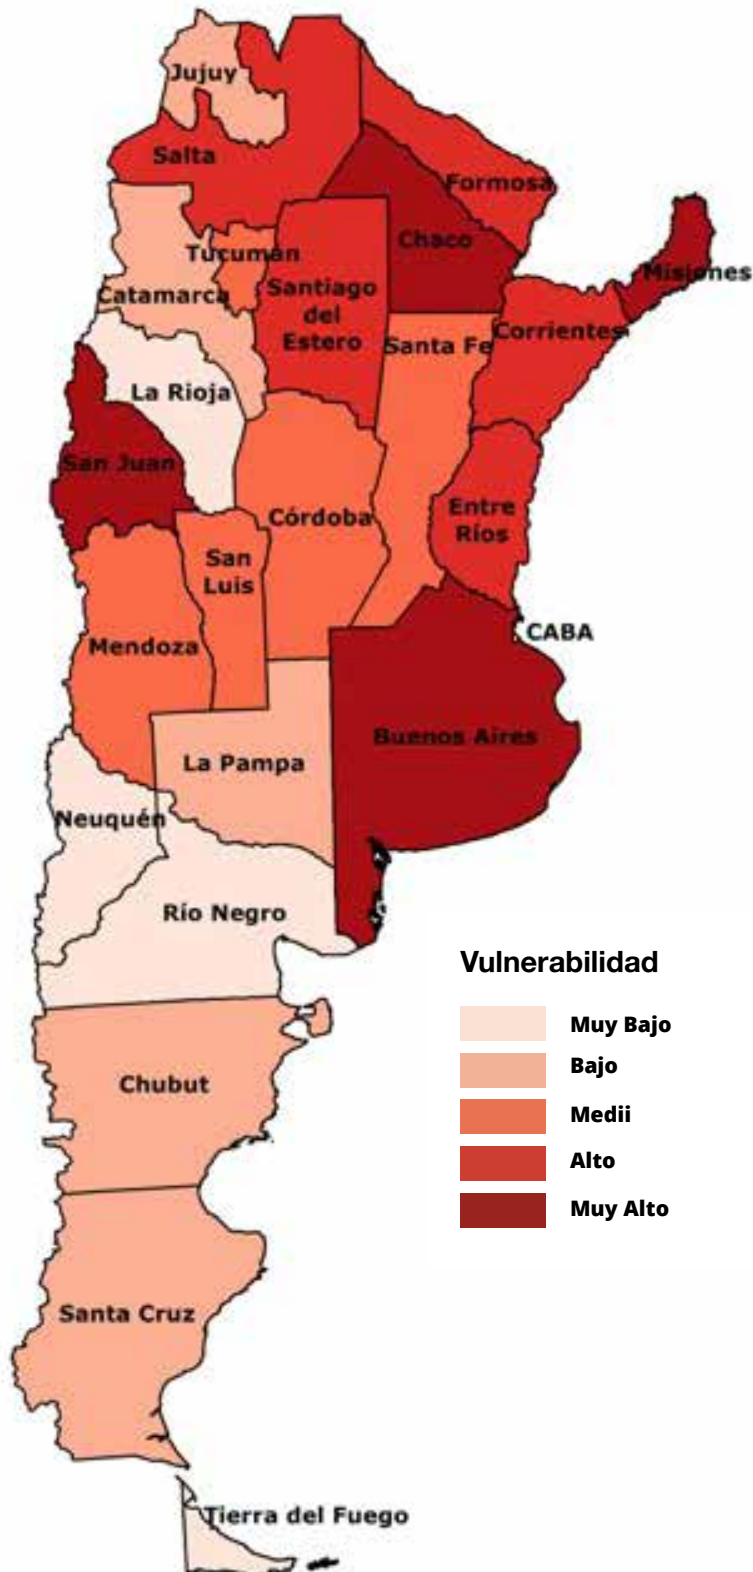 Jujuy
Salta
Formosa
Chaco
Tucumán
Misiones
Catamarca
Santiago
del
Estero
Santa Fe
Corrientes
La Rioja
San Juan
Córdoba
Entre
Ríos
San
Luis
CABA
Mendoza
Buenos Aires
La Pampa
Neuquén
Río Negro
Vulnerabilidad
Muy Bajo
Bajo
Medii
Alto
Muy Alto
Chubut
Santa Cruz
Tierra del Fuego